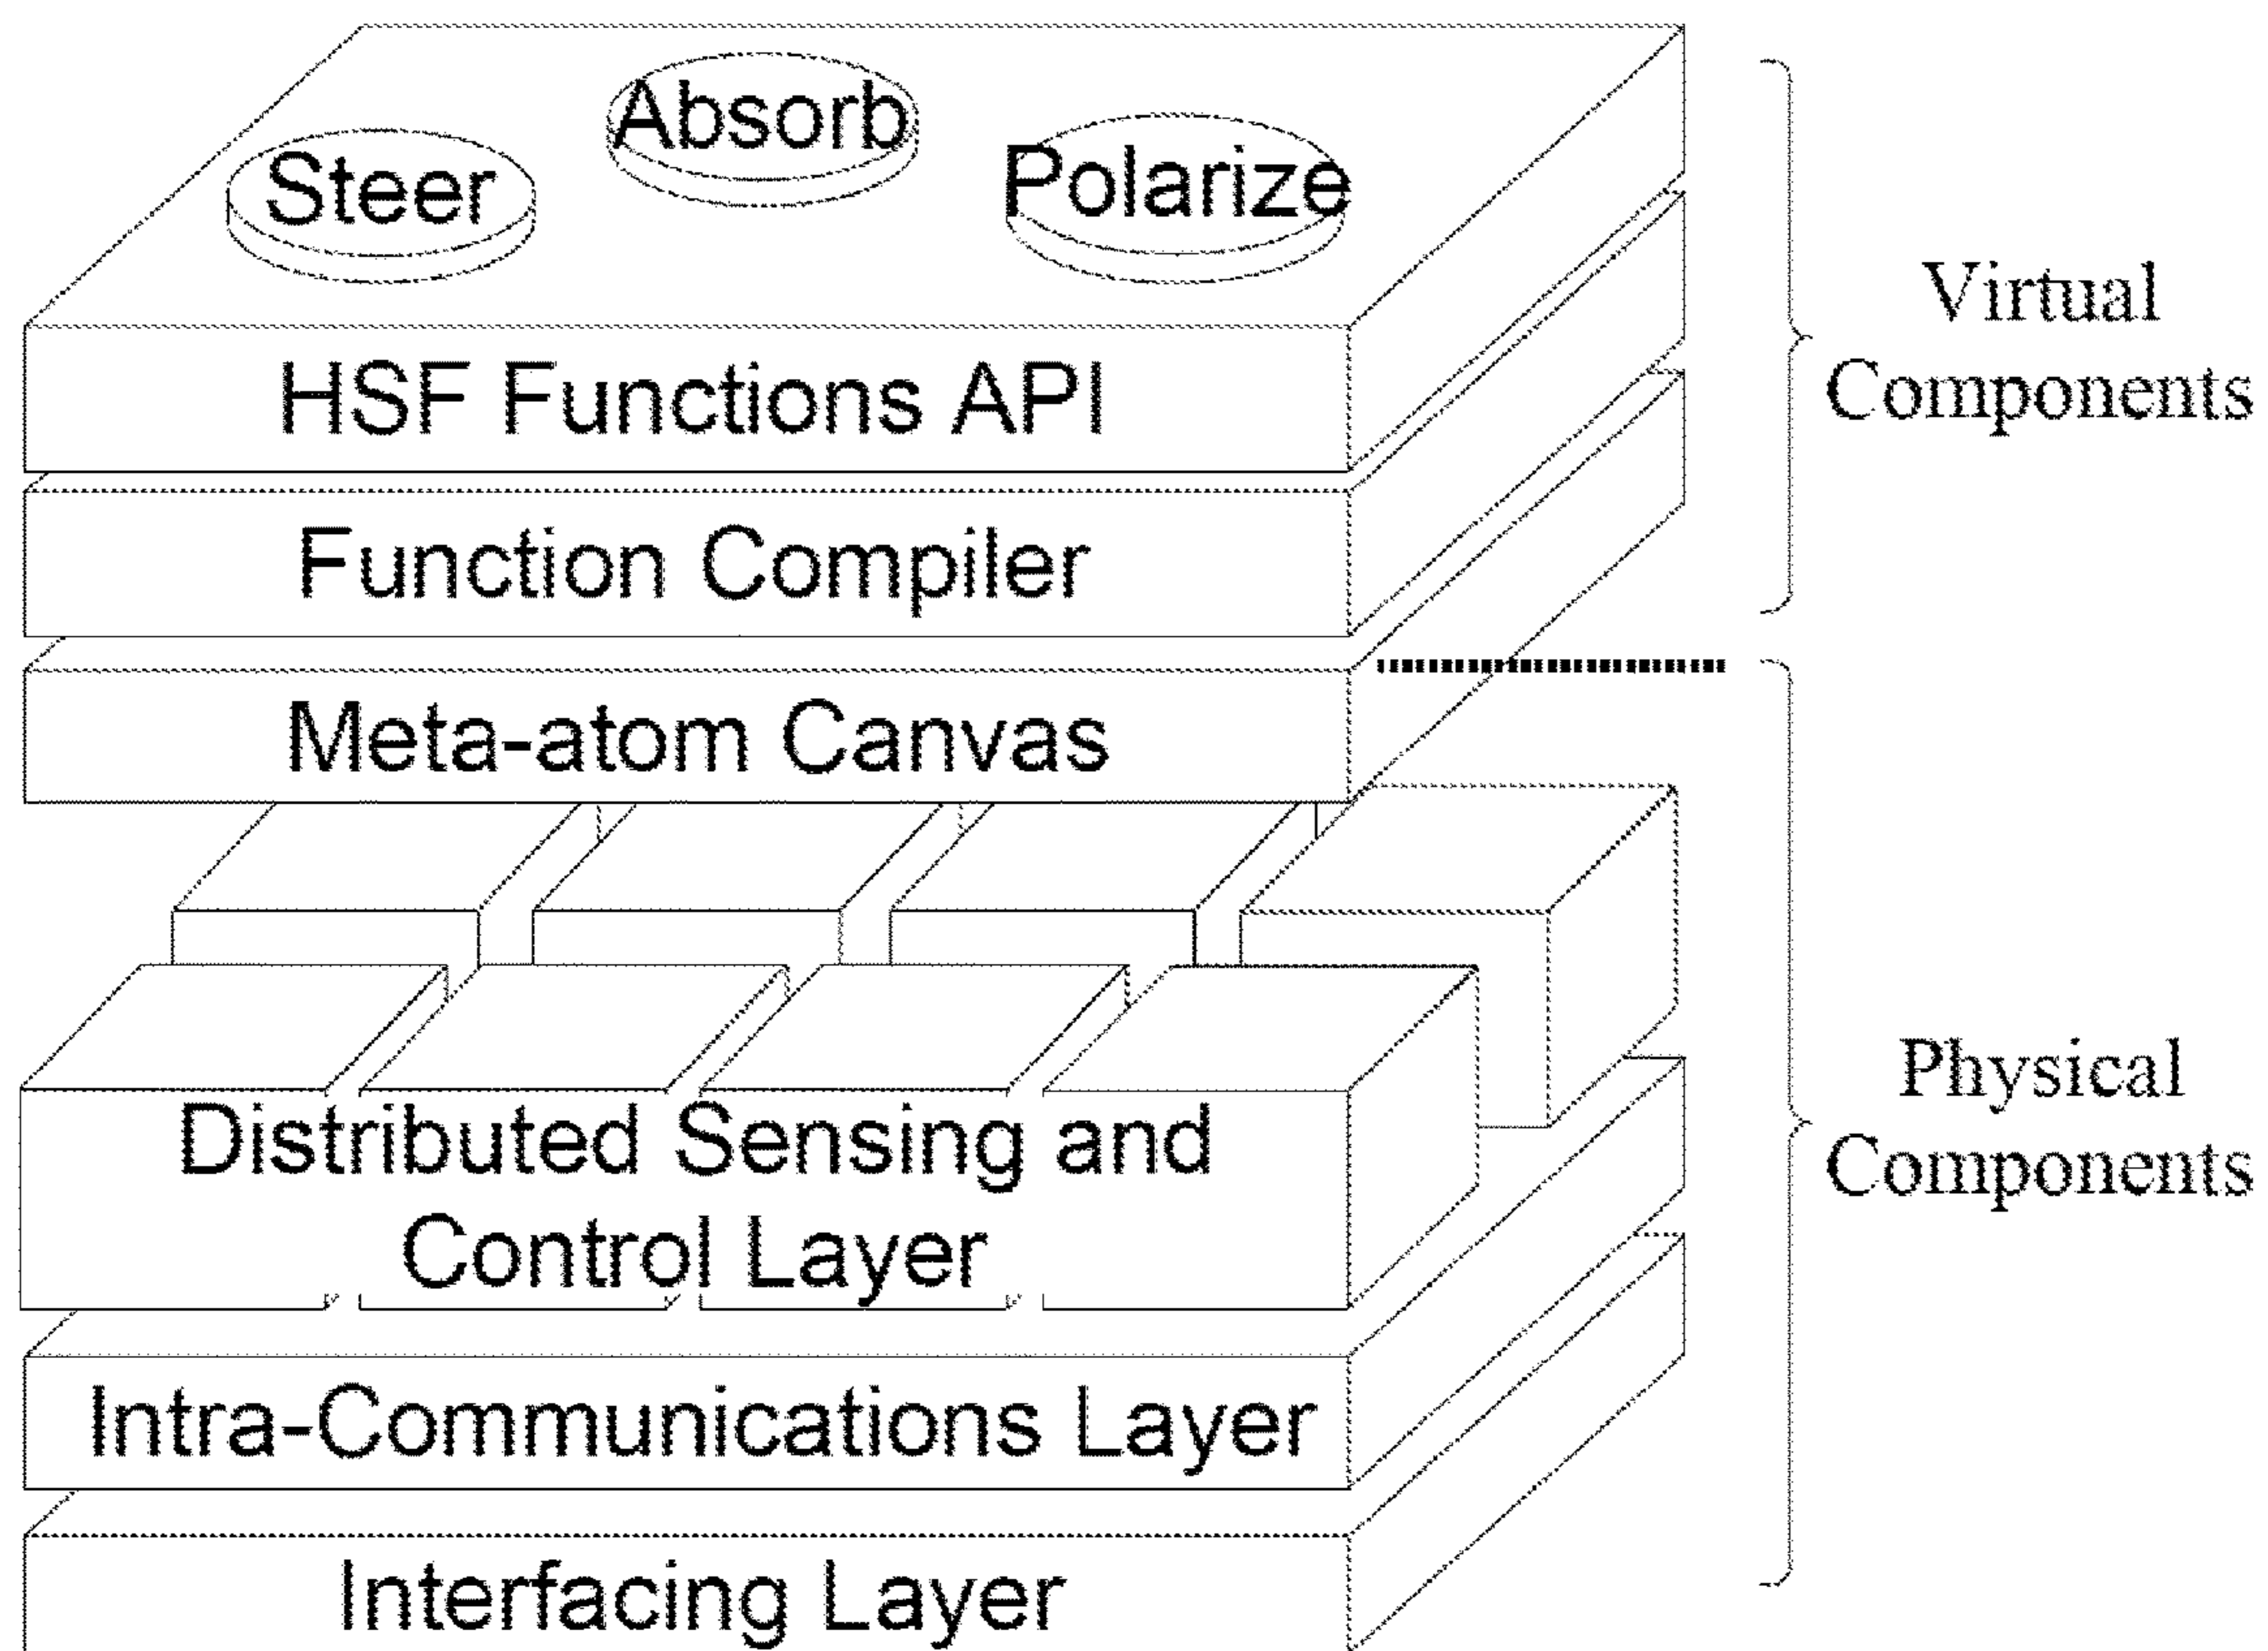 Absorb
Steer
Polarize
HSF Functions API
Function Compiler
Meta-atom Canvas
Distributed Sensing and
Control Layer
Intra-Communications Layer
Interfacing Layer
Virtual
Components
Physical
Components